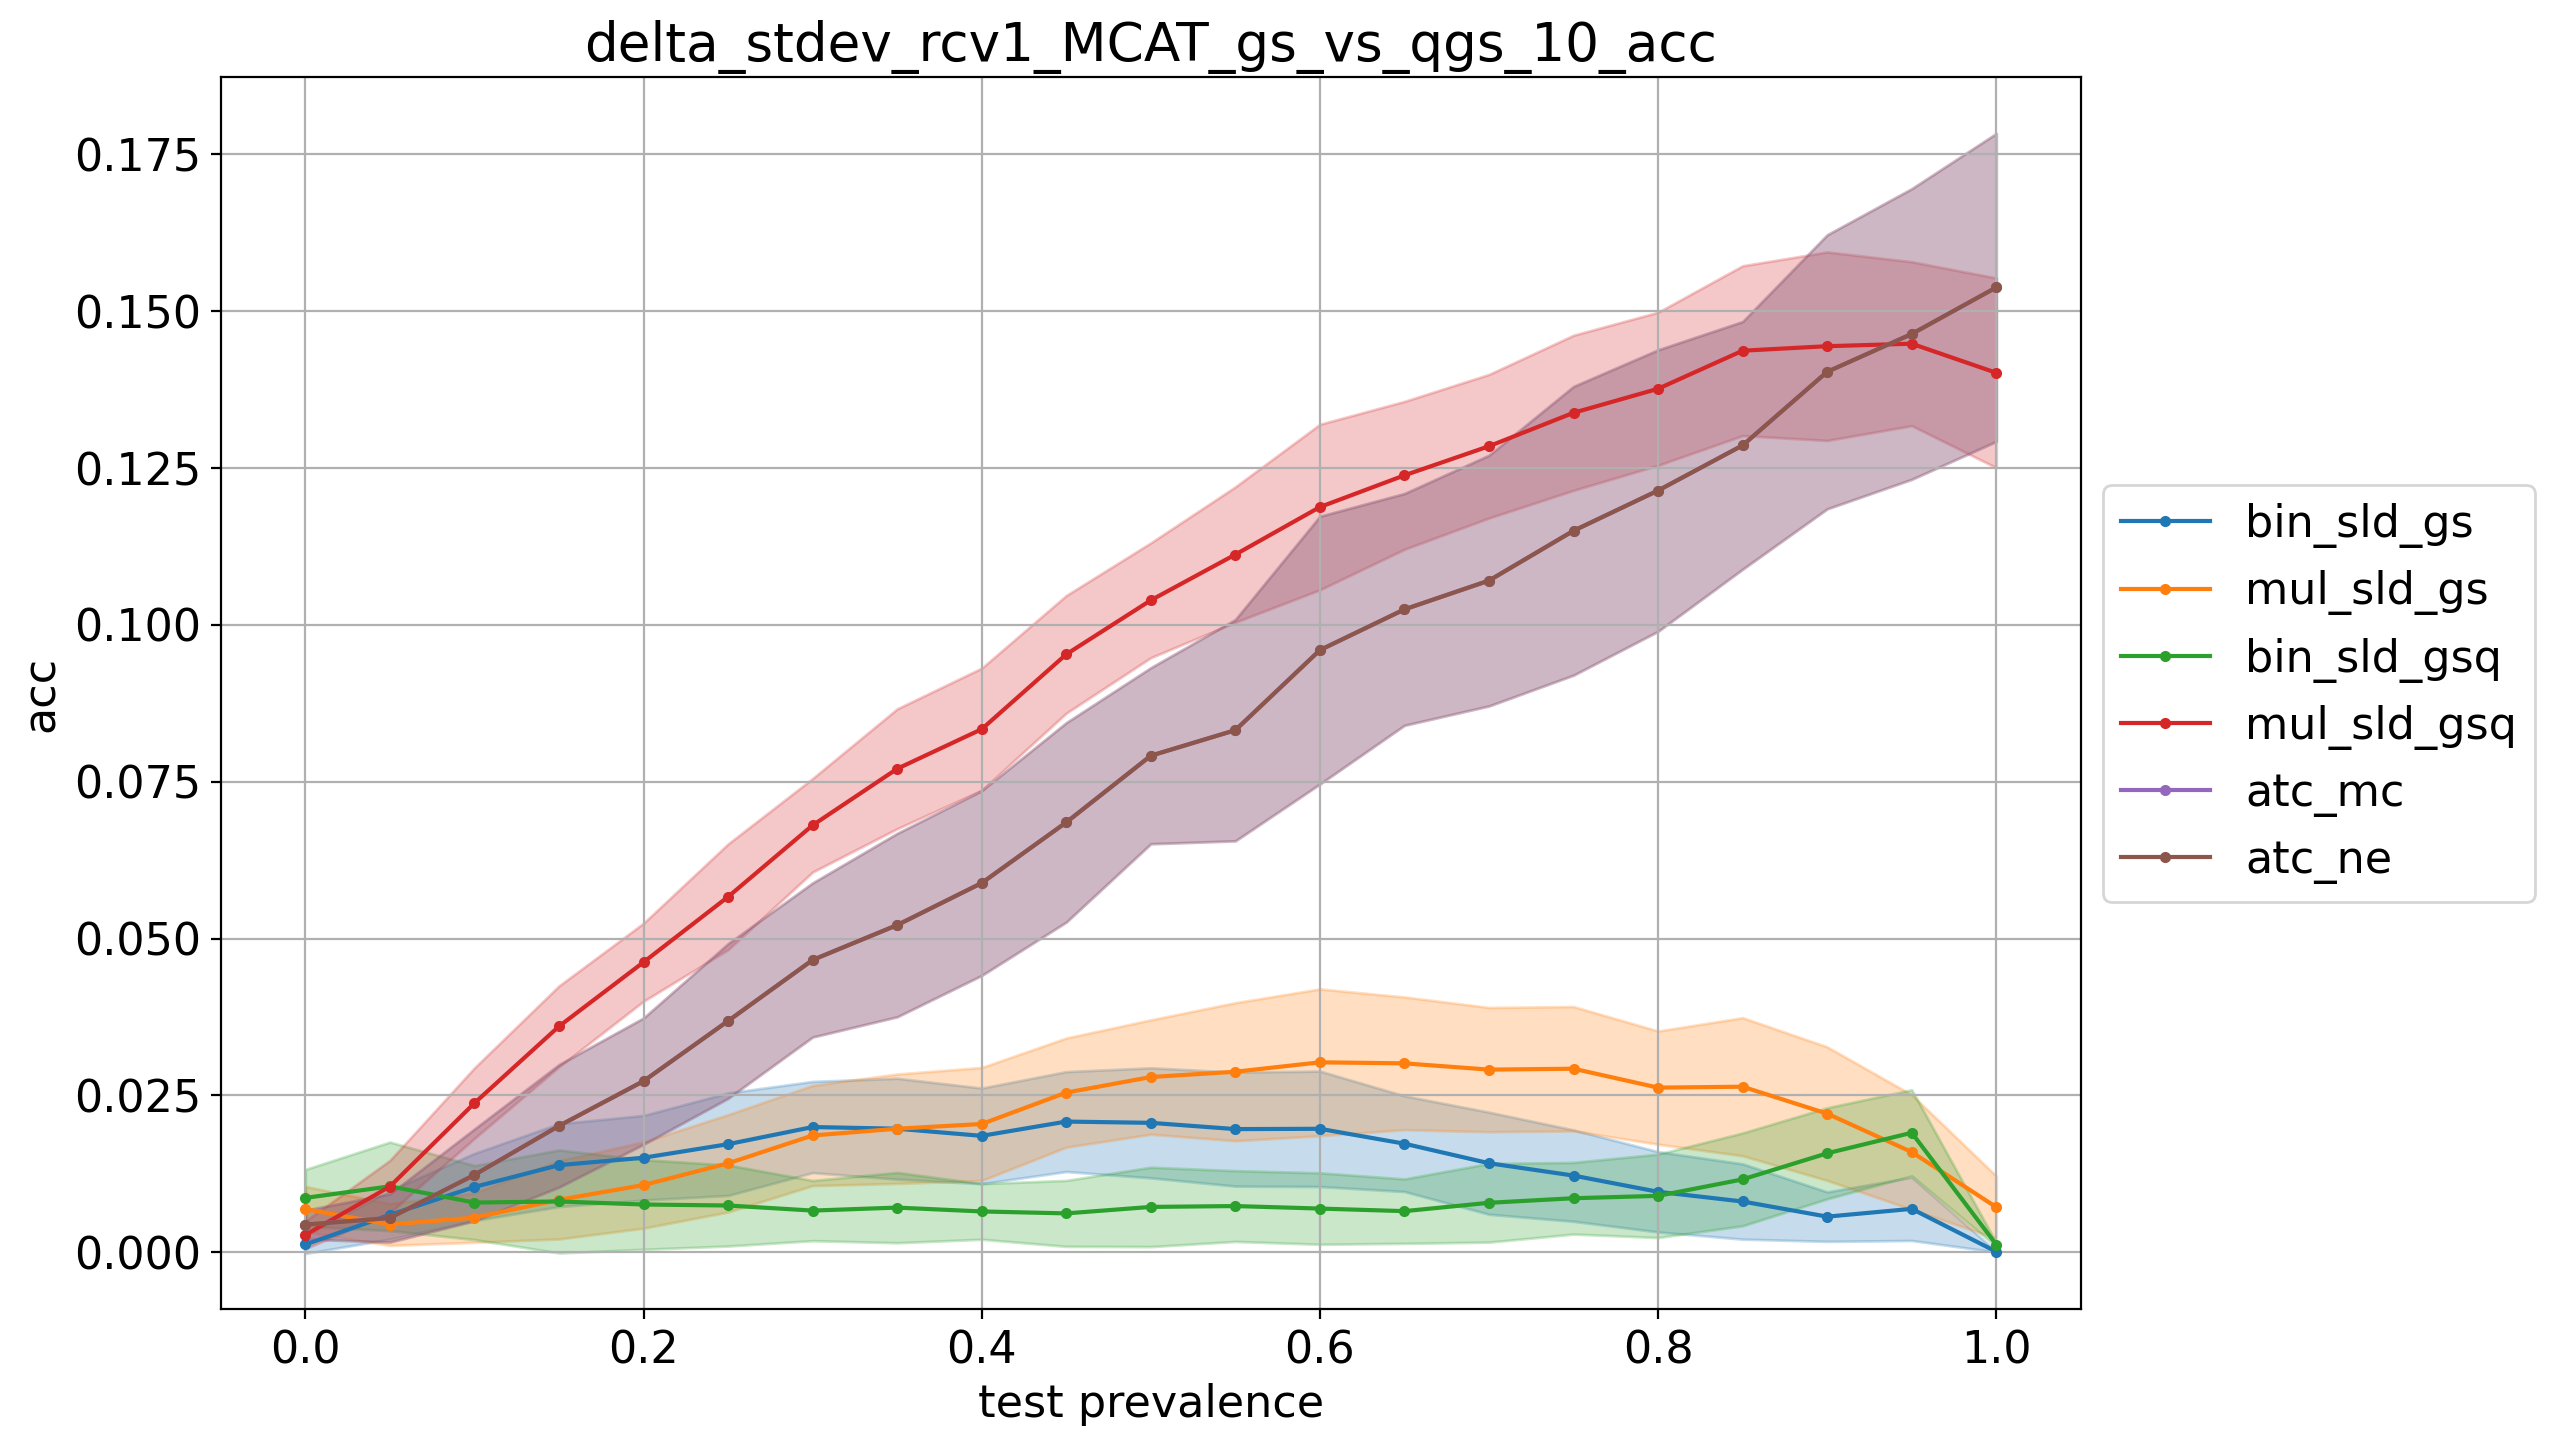 delta_stdev_rcv1_MCAT_gs_vs_qgs_10_acc
acc
0.175
0.150
0.125
0.100
0.075
0.050
0.025
0.000
0.0 0.2 0.4 0.6 0.8 1.0
test prevalence
bin_sld_gs
mul_sld_gs
bin_sld_gsq
mul_sld_gsq
atc_mc
atc_ne